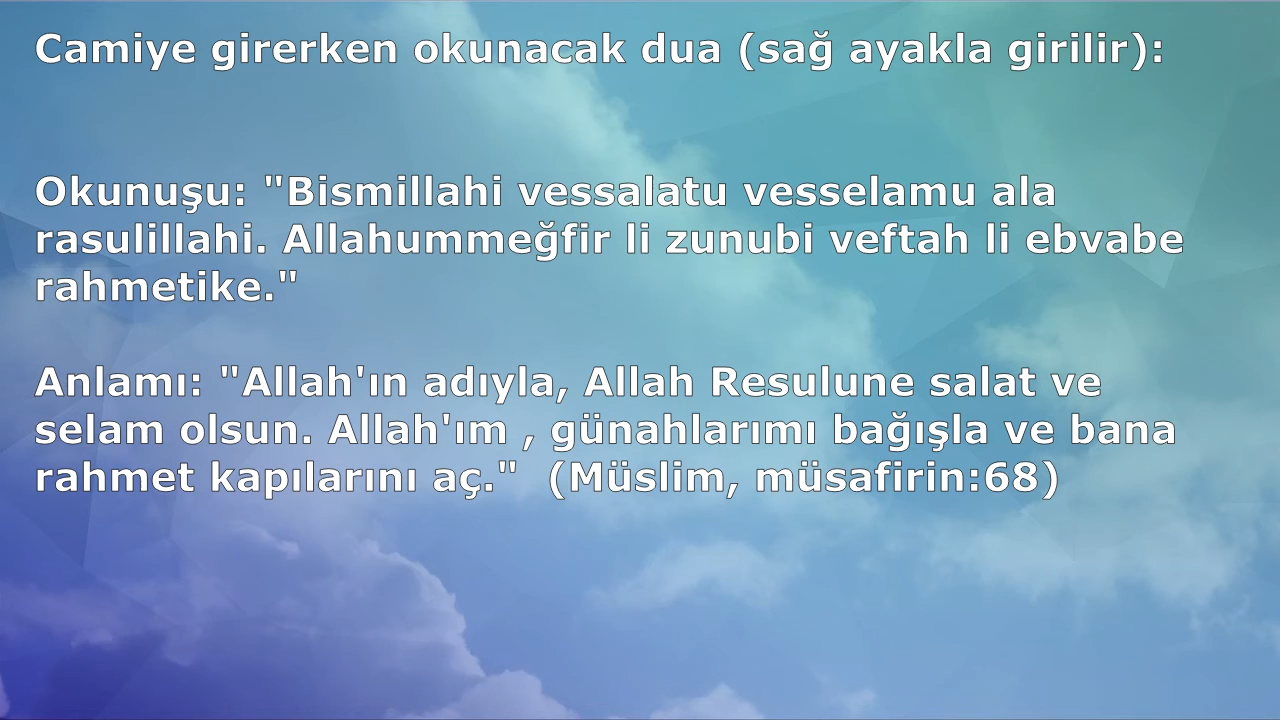 Camiye girerken okunacak dua (sağ ayakla girilir):
Okunuşu: "Bismillahi vessalatu vesselamu ala
rasulillahi. Allahummeğfir li zunubi veftah li ebvabe
rahmetike."
Anlamı: "Allah'ın adıyla, Allah Resulune salat ve
selam olsun. Allah'ım , günahlarımı bağışla ve bana
rahmet kapılarını aç."  (Müslim, müsafirin:68)